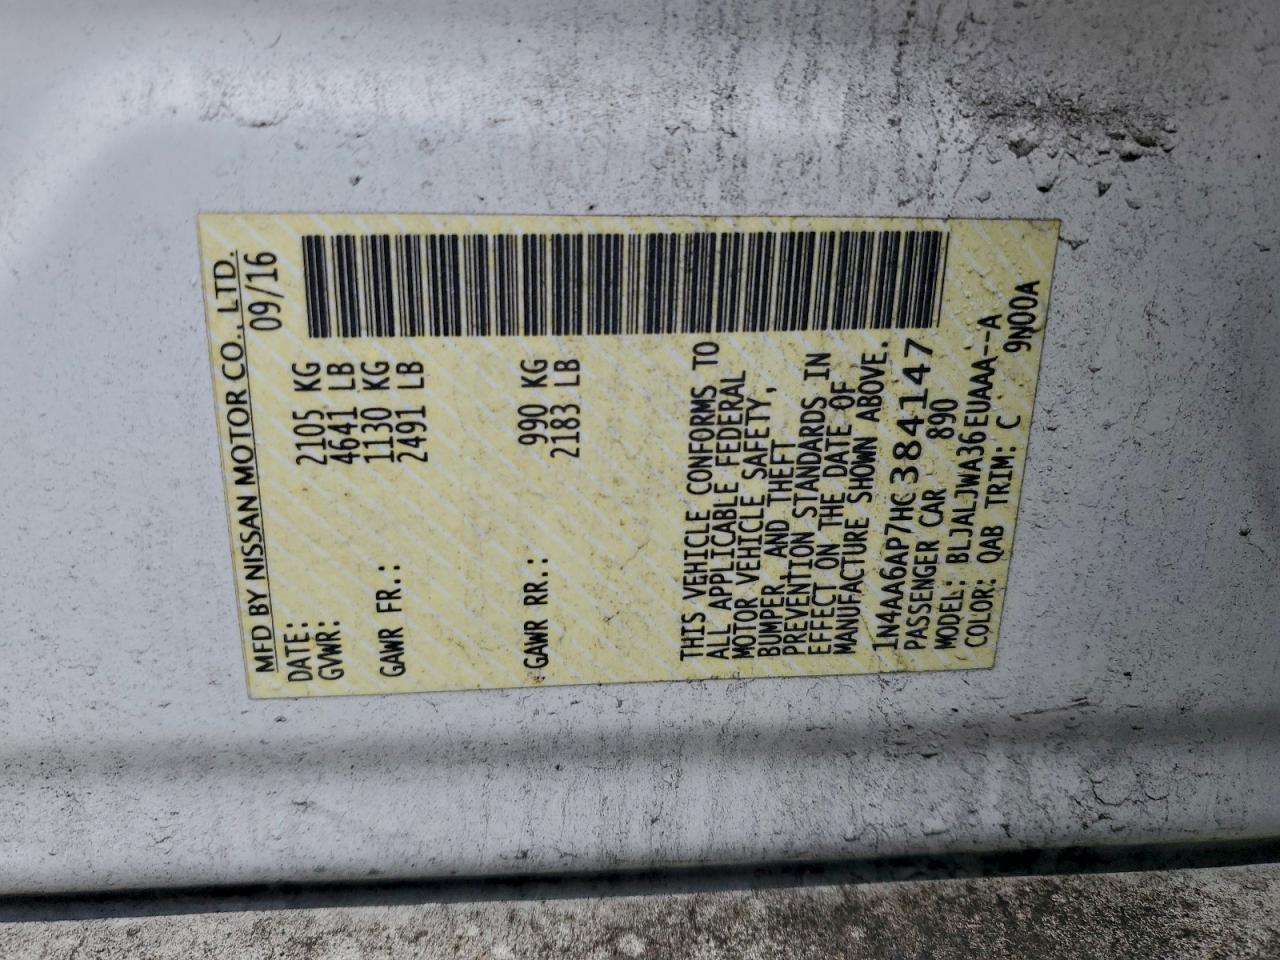 MFD BY NISSAN MOTOR CO., LTD.
DATE: 09/16
GVWR: 2105 KG
4641 LB
GAWR FR.: 1130 KG
2491 LB
GAWR RR.: 990 KG
2183 LB
THIS VEHICLE CONFORMS TO
ALL APPLICABLE FEDERAL
MOTOR VEHICLE SAFETY,
BUMPER AND THEFT
PREVENTION STANDARDS IN
EFFECT ON THE DATE OF
MANUFACTURE SHOWN ABOVE.
1N4AA6AP7HC384147
PASSENGER CAR 890
MODEL: BLJALJWA36EUAAA--A
COLOR: QAB TRIM: C 9N00A